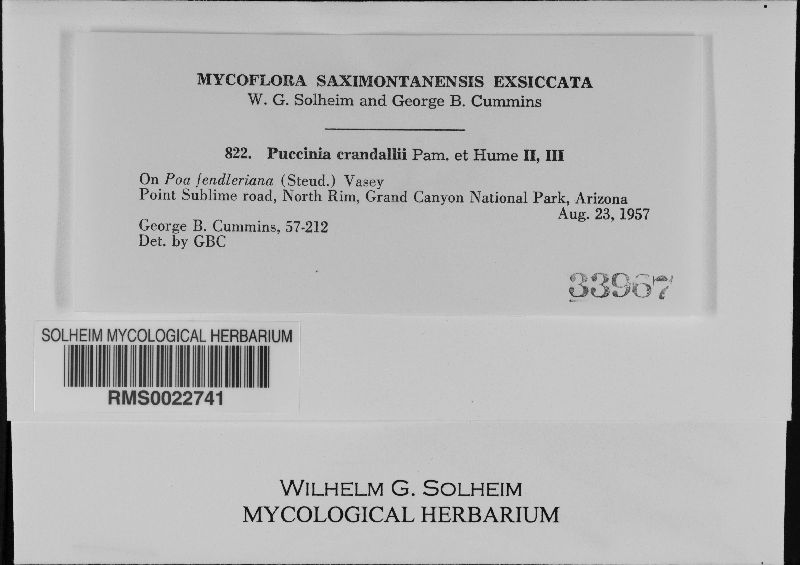 MYCOFLORA SAXIMONTANENSIS EXSICCATA
W. G. Solheim and George B. Cummins
822. Puccinia crandallii Pam. et Hume II, III
On Poa fendleriana (Steud.) Vasey
Point Sublime road, North Rim, Grand Canyon National Park, Arizona
Aug. 23, 1957
George B. Cummins, 57-212
Det. by GBC
33967
SOLHEIM MYCOLOGICAL HERBARIUM
RMS0022741
WILHELM G. SOLHEIM
MYCOLOGICAL HERBARIUM